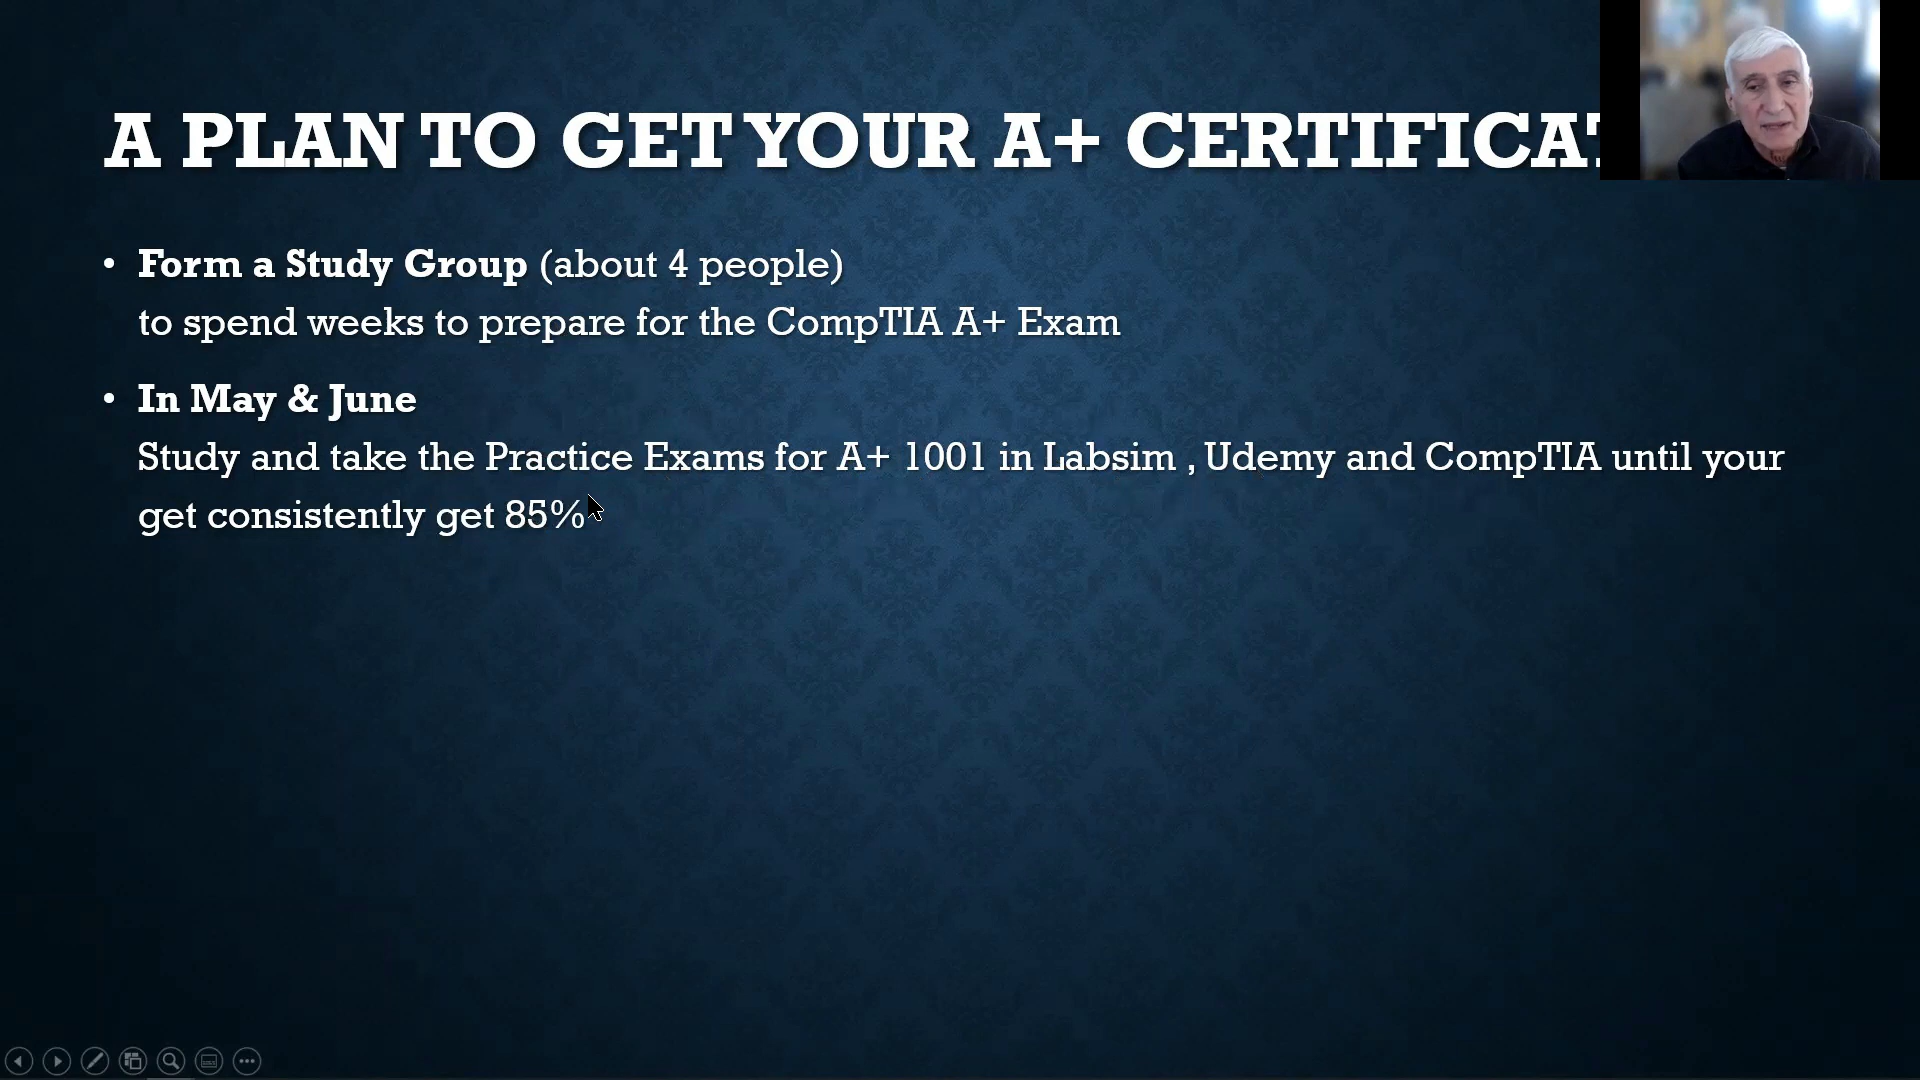 A PLAN TO GET YOUR A+
• Form a Study Group (about 4 people)
to spend weeks to prepare for the CompTIA A+ Exam
• In May & June
Study and take the Practice Exams for A+ 1001 in Labsim , Udemy and CompTIA until your
get consistently get 85%